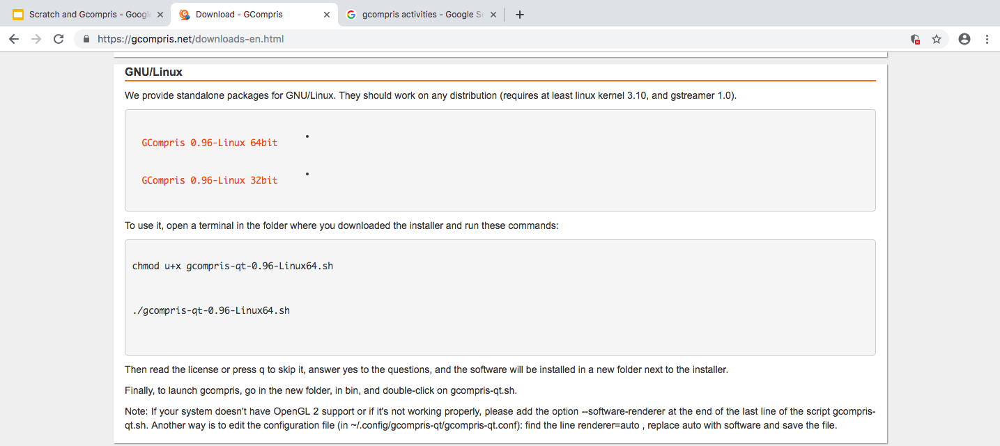 Scratch and Gcompris - Googl
Download - GCompris
gcompris activities - Google Se
https://gcompris.net/downloads-en.html
GNU/Linux
We provide standalone packages for GNU/Linux. They should work on any distribution (requires at least linux kernel 3.10, and gstreamer 1.0).
GCompris 0.96-Linux 64bit
GCompris 0.96-Linux 32bit
To use it, open a terminal in the folder where you downloaded the installer and run these commands:
chmod u+x gcompris-qt-0.96-Linux64.sh
./gcompris-qt-0.96-Linux64.sh
Then read the license or press q to skip it, answer yes to the questions, and the software will be installed in a new folder next to the installer.
Finally, to launch gcompris, go in the new folder, in bin, and double-click on gcompris-qt.sh.
Note: If your system doesn't have OpenGL 2 support or if it's not working properly, please add the option --software-renderer at the end of the last line of the script gcompris-
qt.sh. Another way is to edit the configuration file (in ~/.config/gcompris-qt/gcompris-qt.conf): find the line renderer=auto , replace auto with software and save the file.